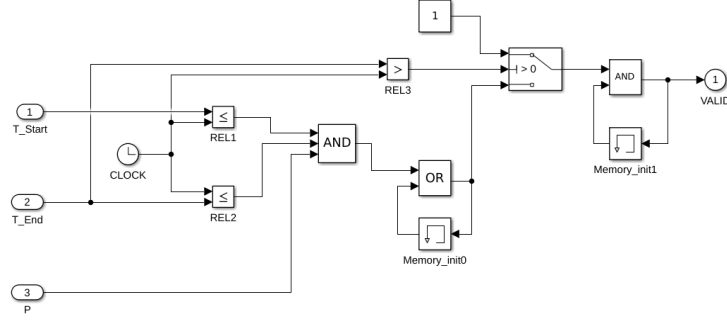 1
> 0
1
AND
VALID
>
REL3
1
T_Start
≤
REL1
AND
CLOCK
OR
Memory_init1
2
T_End
≤
REL2
Memory_init0
3
P